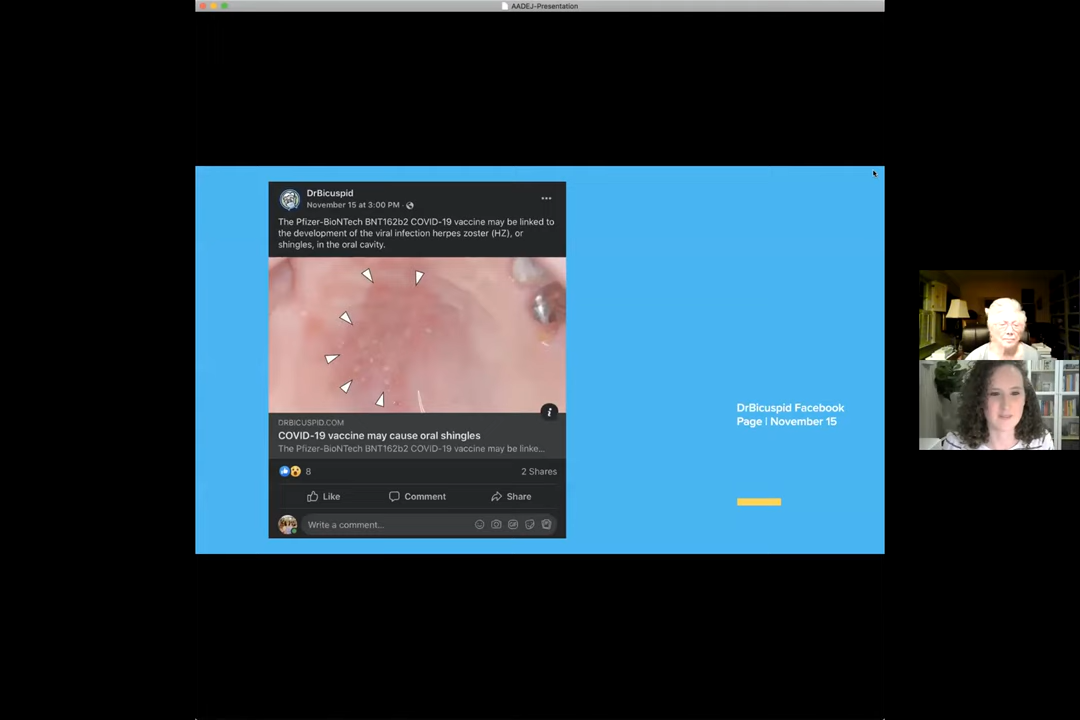 AADEJ-Presentation
DrBicuspid
November 15 at 3:00 PM ·
The Pfizer-BioNTech BNT162b2 COVID-19 vaccine may be linked to
the development of the viral infection herpes zoster (HZ), or
shingles, in the oral cavity.
DRBICUSPID.COM
COVID-19 vaccine may cause oral shingles
The Pfizer-BioNTech BNT162b2 COVID-19 vaccine may be linke...
8
2 Shares
Like
Comment
Share
Write a comment...
GIF
DrBicuspid Facebook
Page | November 15